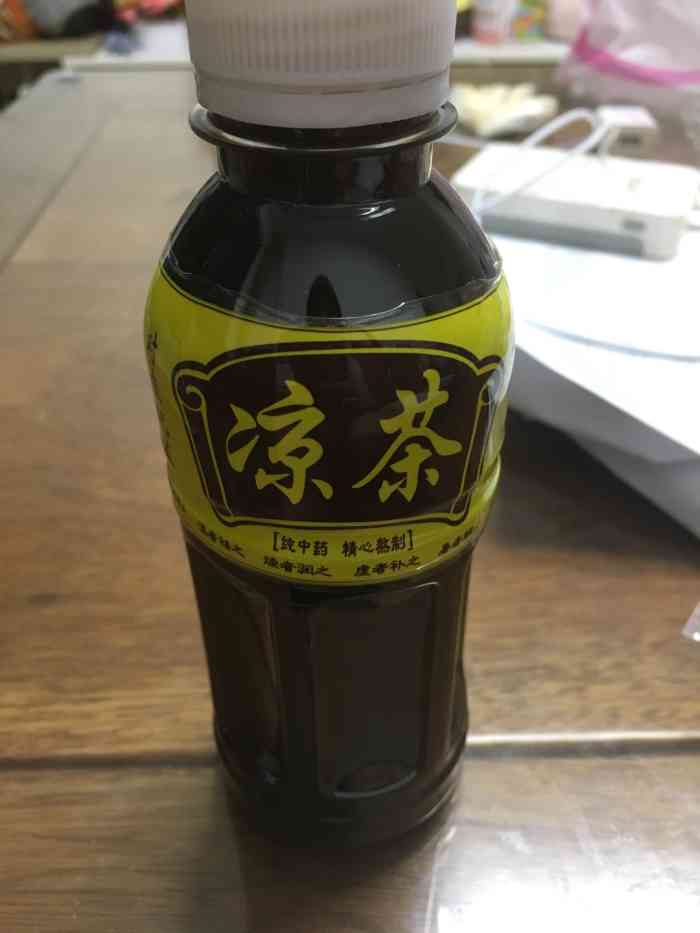 凉茶
[纯中药 精心熬制]
燥者润之 虚者补之